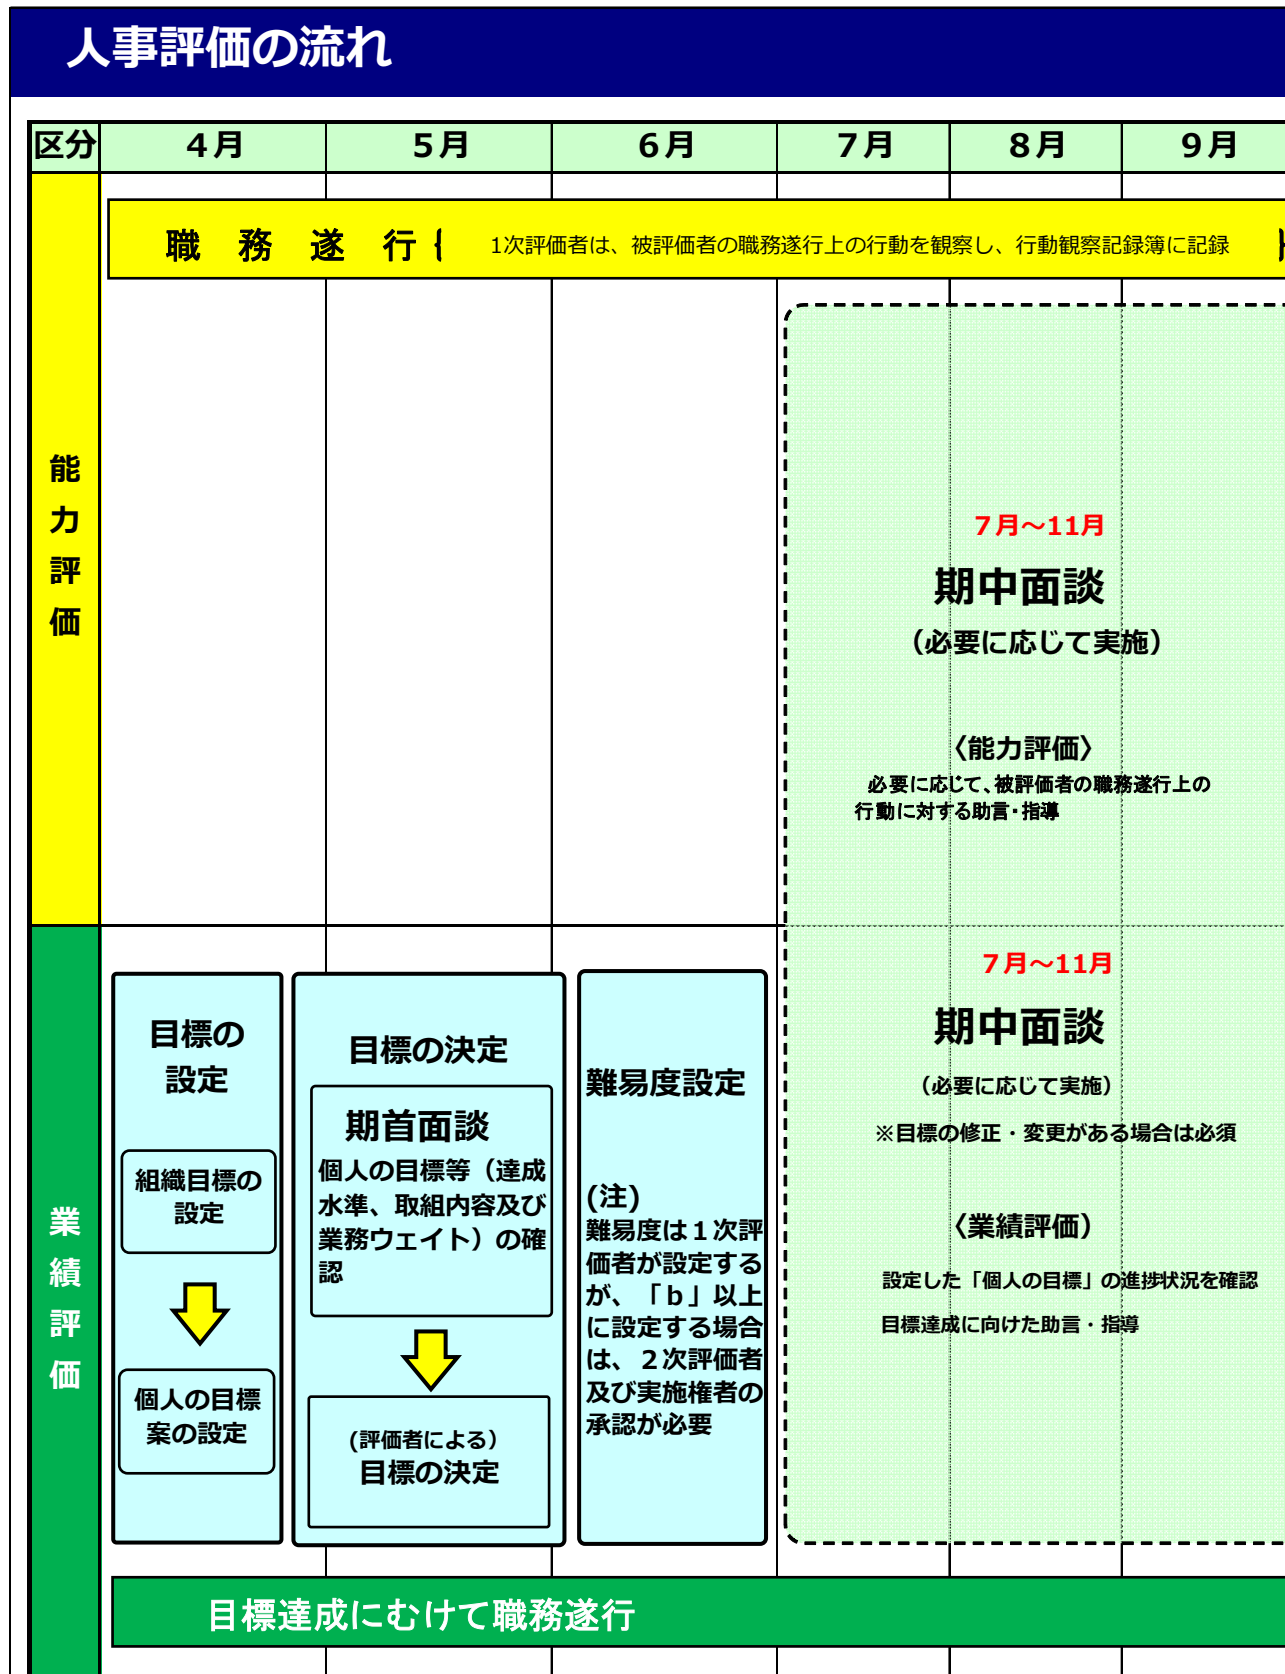 人事評価の流れ
区分 ４月 ５月 ６月 ７月 ８月 ９月
職 務 遂 行 { 1次評価者は、被評価者の職務遂行上の行動を観察し、行動観察記録簿に記録 }
能
力
評
価
７月～11月
期中面談
（必要に応じて実施）
〈能力評価〉
必要に応じて、被評価者の職務遂行上の
行動に対する助言・指導
業
績
評
価
目標の
設定
組織目標の
設定
個人の目標
案の設定
目標の決定
期首面談
個人の目標等（達成
水準、取組内容及び
業務ウェイト）の確
認
(評価者による）
目標の決定
難易度設定
(注)
難易度は１次評
価者が設定する
が、「ｂ」以上
に設定する場合
は、２次評価者
及び実施権者の
承認が必要
７月～11月
期中面談
（必要に応じて実施）
※目標の修正・変更がある場合は必須
〈業績評価）
設定した「個人の目標」の進捗状況を確認
目標達成に向けた助言・指導
目標達成にむけて職務遂行